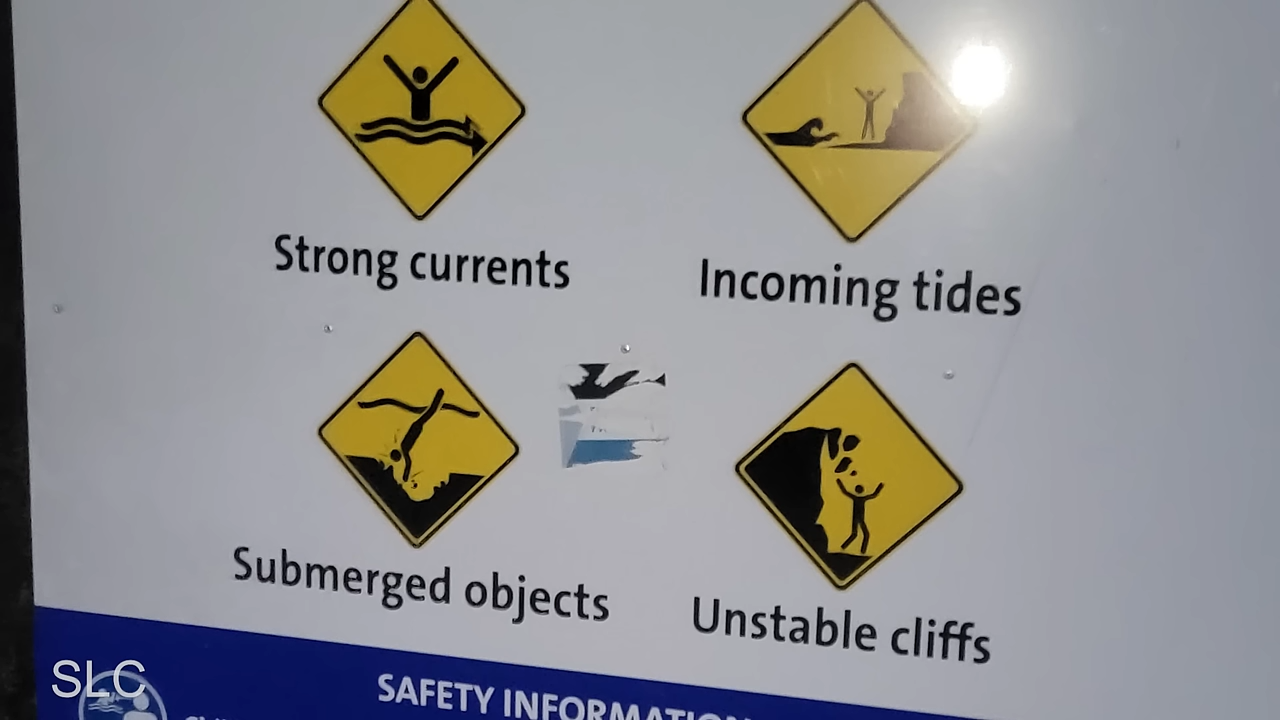 Strong currents
Incoming tides
Submerged objects
Unstable cliffs
SLC
SAFETY INFORMATION